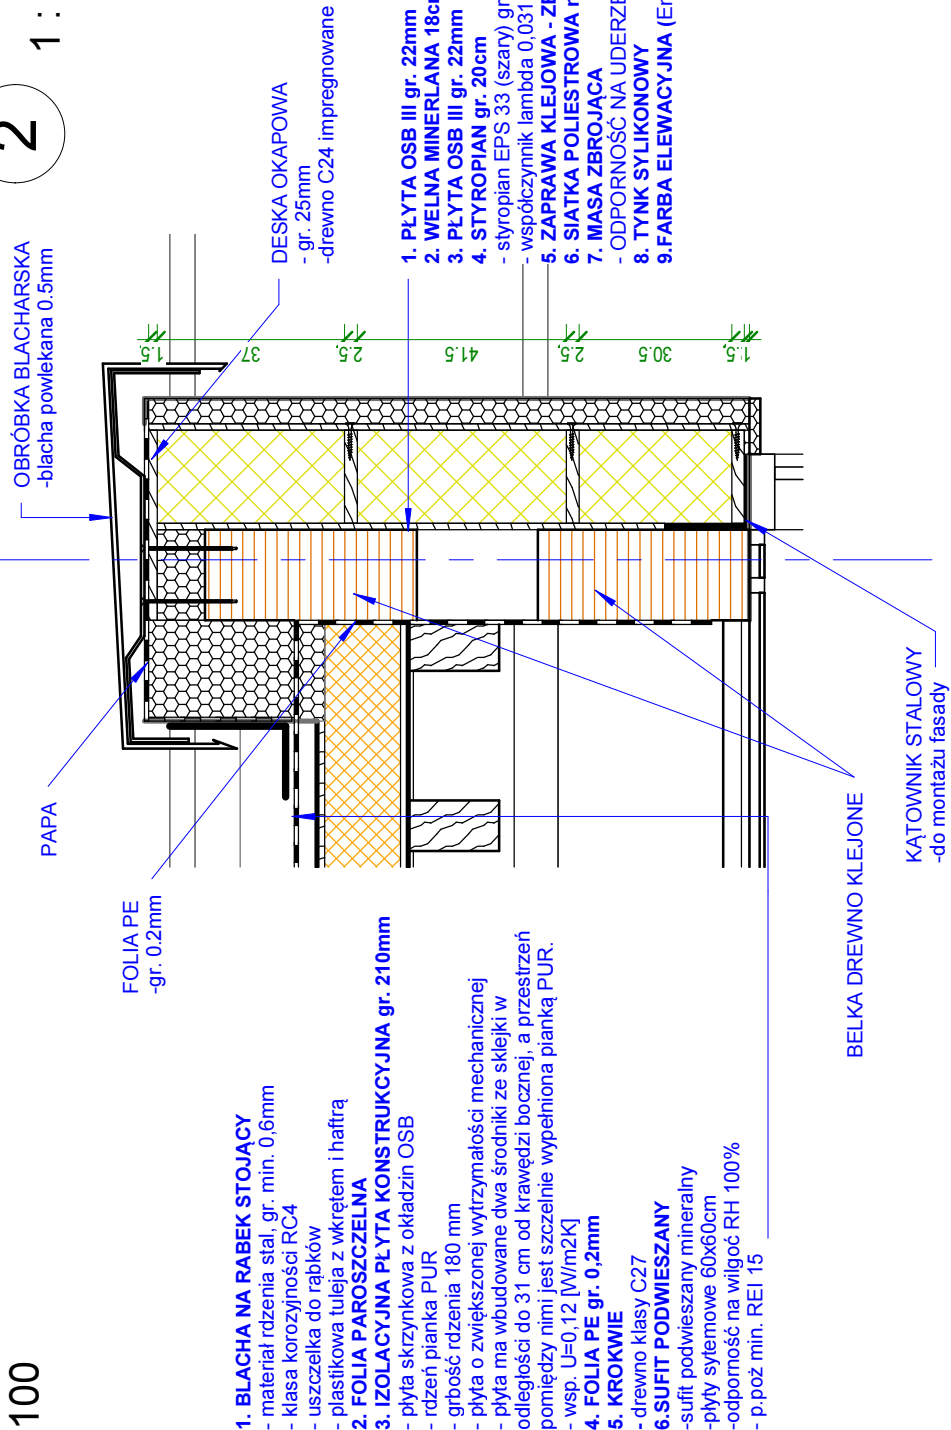 100
2
1 :
OBRÓBKA BLACHARSKA
-blacha powlekana 0.5mm
DESKA OKAPOWA
- gr. 25mm
-drewno C24 impregnowane
PAPA
FOLIA PE
-gr. 0.2mm
1. PŁYTA OSB III gr. 22mm
2. WEŁNA MINERLANA 18cm
3. PŁYTA OSB III gr. 22mm
4. STYROPIAN gr. 20cm
- styropian EPS 33 (szary) gr
- współczynnik lambda 0,031
5. ZAPRAWA KLEJOWA - ZE
6. SIATKA POLIESTROWA
7. MASA ZBROJĄCA
- ODPORNOŚĆ NA UDERZE
8. TYNK SYLIKONOWY
9.FARBA ELEWACYJNA (Er
1.5
37
2.5
41.5
2.5
30.5
1.5
1
1. BLACHA NA RABEK STOJĄCY
- materiał rdzenia stal, gr. min. 0,6mm
- klasa korozyjności RC4
- uszczelka do rąbków
- plastikowa tuleja z wkrętem i haftrą
2. FOLIA PAROSZCZELNA
3. IZOLACYJNA PŁYTA KONSTRUKCYJNA gr. 210mm
- płyta skrzynkowa z okładzin OSB
- rdzeń pianka PUR
- grbość rdzenia 180 mm
- płyta o zwiększonej wytrzymałości mechanicznej
- płyta ma wbudowane dwa środniki ze sklejki w
odległości do 31 cm od krawędzi bocznej, a przestrzeń
pomiędzy nimi jest szczelnie wypełniona pianką PUR.
- wsp. U=0,12 [W/m2K]
4. FOLIA PE gr. 0,2mm
5. KROKWIE
- drewno klasy C27
6.SUFIT PODWIESZANY
-sufit podwieszany mineralny
-płyty sytemowe 60x60cm
-odporność na wilgoć RH 100%
- p.poż min. REI 15
BELKA DREWNO KLEJONE
KĄTOWNIK STALOWY
-do montażu fasady